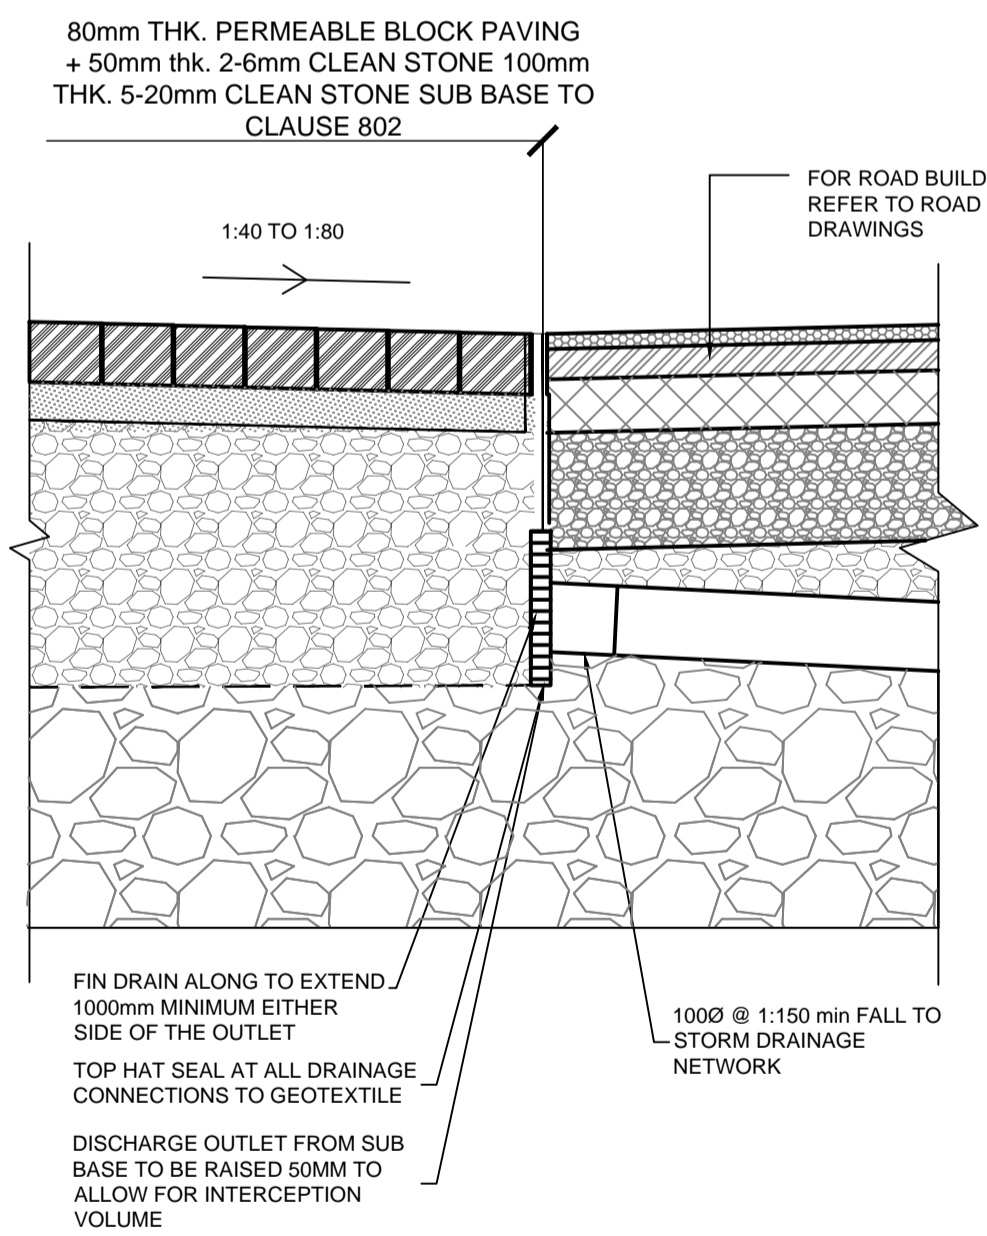 80mm THK. PERMEABLE BLOCK PAVING
+ 50mm thk. 2-6mm CLEAN STONE 100mm
THK. 5-20mm CLEAN STONE SUB BASE TO
CLAUSE 802
FOR ROAD BUILD
REFER TO ROAD
DRAWINGS
1:40 TO 1:80
FIN DRAIN ALONG TO EXTEND
1000mm MINIMUM EITHER
SIDE OF THE OUTLET
100Ø @ 1:150 min FALL TO
STORM DRAINAGE
NETWORK
TOP HAT SEAL AT ALL DRAINAGE
CONNECTIONS TO GEOTEXTILE
DISCHARGE OUTLET FROM SUB
BASE TO BE RAISED 50MM TO
ALLOW FOR INTERCEPTION
VOLUME